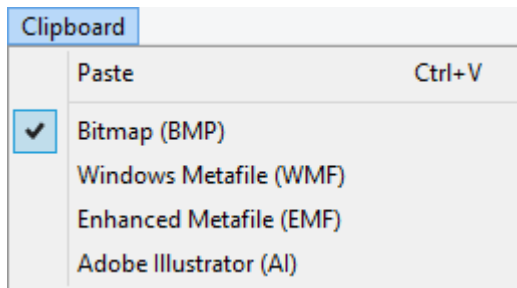 Clipboard
Paste Ctrl+V
Bitmap (BMP)
Windows Metafile (WMF)
Enhanced Metafile (EMF)
Adobe Illustrator (AI)